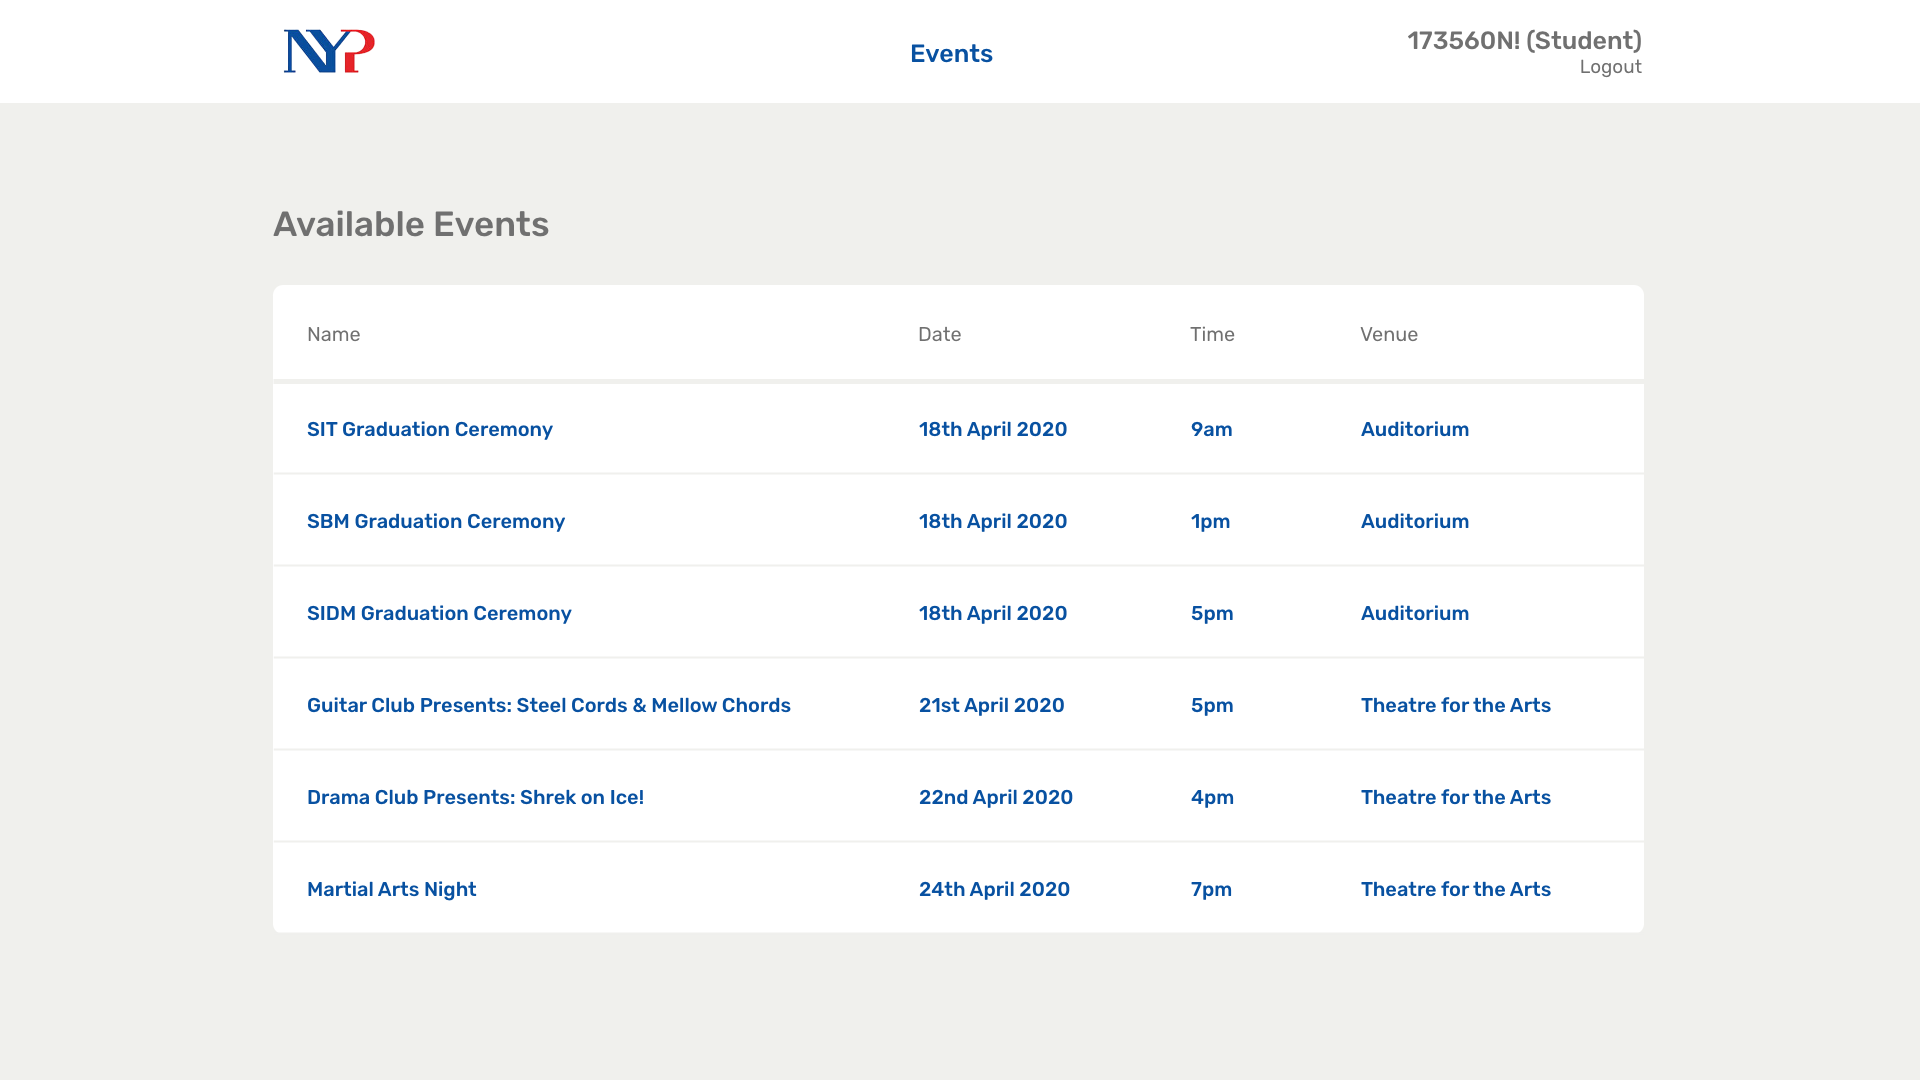 NYP
Events
173560N! (Student)
Logout
Available Events
Name Date Time Venue
SIT Graduation Ceremony 18th April 2020 9am Auditorium
SBM Graduation Ceremony 18th April 2020 1pm Auditorium
SIDM Graduation Ceremony 18th April 2020 5pm Auditorium
Guitar Club Presents: Steel Cords & Mellow Chords 21st April 2020 5pm Theatre for the Arts
Drama Club Presents: Shrek on Ice! 22nd April 2020 4pm Theatre for the Arts
Martial Arts Night 24th April 2020 7pm Theatre for the Arts